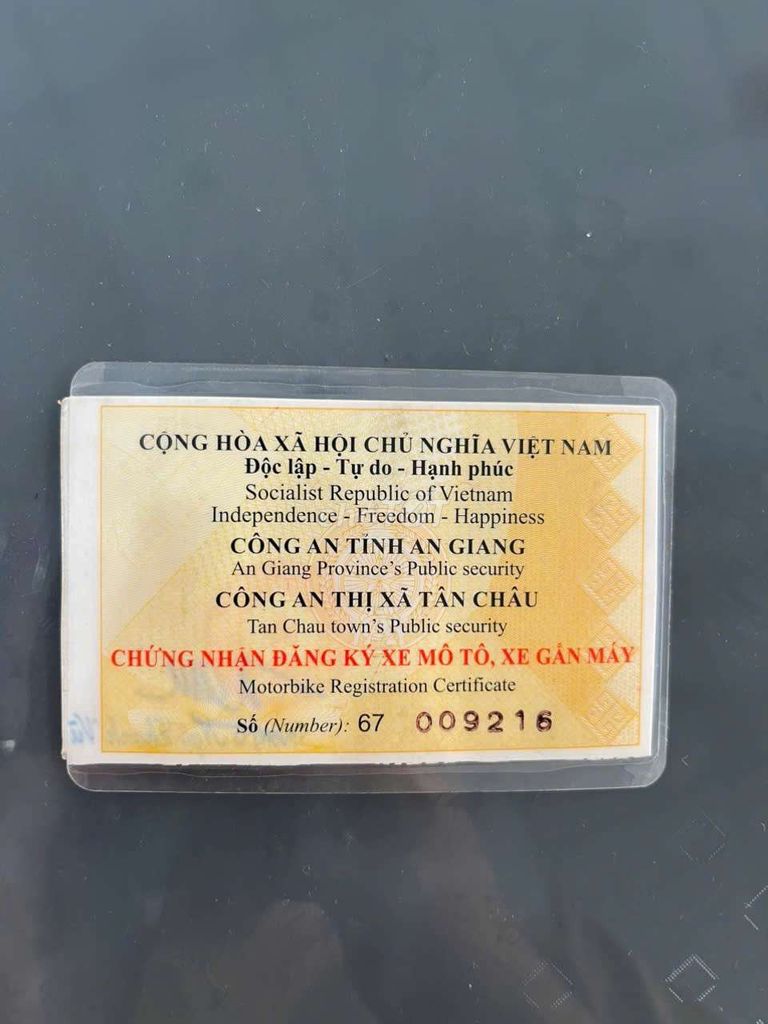 CỘNG HÒA XÃ HỘI CHỦ NGHĨA VIỆT NAM
Độc lập - Tự do - Hạnh phúc
Socialist Republic of Vietnam
Independence - Freedom - Happiness
CÔNG AN TỈNH AN GIANG
An Giang Province's Public security
CÔNG AN THỊ XÃ TÂN CHÂU
Tan Chau town's Public security
CHỨNG NHẬN ĐĂNG KÝ XE MÔ TÔ, XE GẮN MÁY
Motorbike Registration Certificate
Số (Number): 67 009216